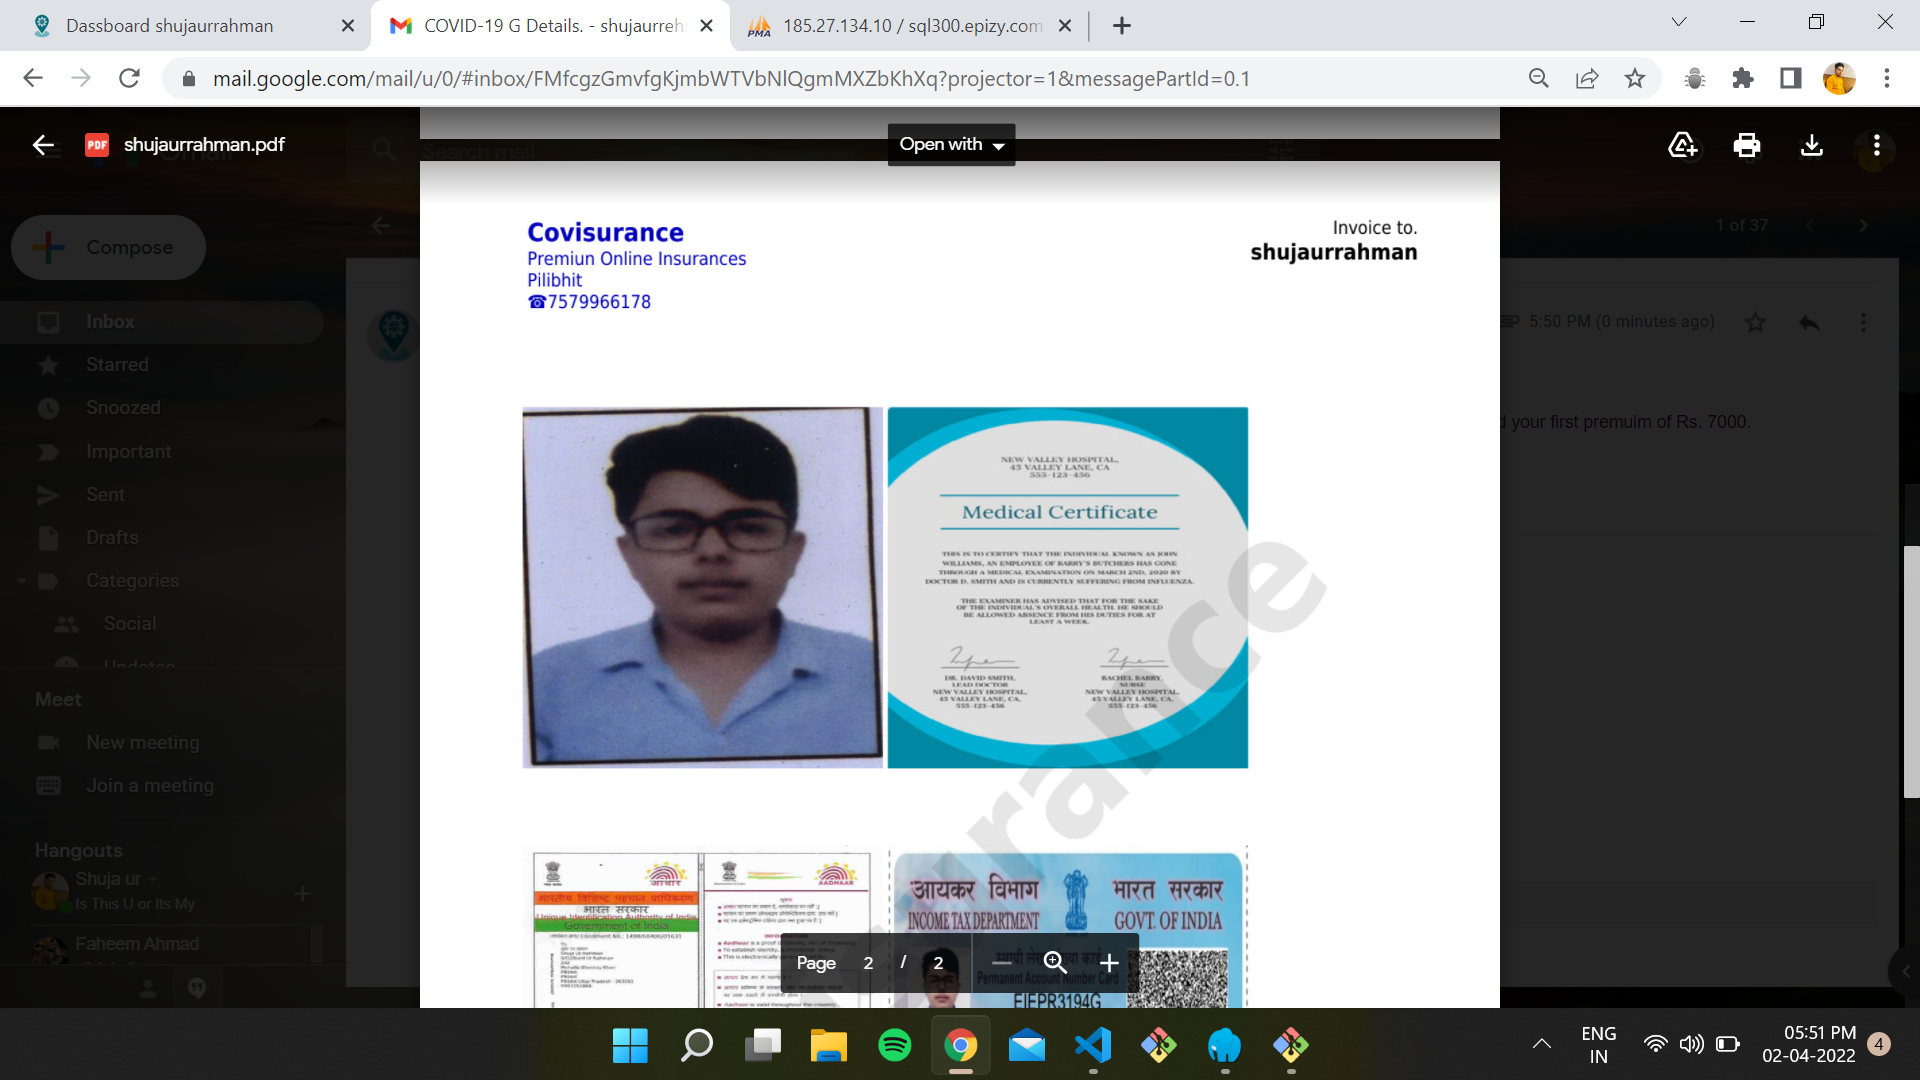 Dassboard shujaurrahman
COVID-19 G Details. - shujaurreh
185.27.134.10 / sql300.epizy.com
mail.google.com/mail/u/0/#inbox/FMfcgzGmvfgKjmbWTVbNlQgmMXZbKhXq?projector=1&messagePartId=0.1
PDF
shujaurrahman.pdf
Search mail
Open with
Compose
1 of 37
Inbox
5:50 PM (0 minutes ago)
Starred
Snoozed
d your first premuim of Rs. 7000.
Important
Sent
Drafts
Categories
Social
Updates
Meet
New meeting
Join a meeting
Hangouts
Shuja ur
Is This U or Its My
Faheem Ahmad
Covisurance
Premiun Online Insurances
Pilibhit
☎7579966178
Invoice to.
shujaurrahman
NEW VALLEY HOSPITAL,
45 VALLEY LANE, CA
555-123-456
Medical Certificate
THIS IS TO CERTIFY THAT THE INDIVIDUAL KNOWN AS JOHN
WILLIAMS, AN EMPLOYEE OF BARRY'S BUTCHERS HAS GONE
THROUGH A MEDICAL EXAMINATION ON MARCH 2ND, 2020 BY
DOCTOR D. SMITH AND IS CURRENTLY SUFFERING FROM INFLUENZA.
THE EXAMINER HAS ADVISED THAT FOR THE SAKE
OF THE INDIVIDUAL'S OVERALL HEALTH, HE SHOULD
BE ALLOWED ABSENCE FROM HIS DUTIES FOR AT
LEAST A WEEK.
DR. DAVID SMITH,
LEAD DOCTOR
NEW VALLEY HOSPITAL,
45 VALLEY LANE, CA,
555-123-456
RACHEL BARRY,
NURSE
NEW VALLEY HOSPITAL,
45 VALLEY LANE, CA,
555-123-456
urance
आधार
AADHAAR
भारतीय विशिष्ट पहचान प्राधिकरण
भारत सरकार
Unique Identification Authority of India
Government of India
आयकर विभाग
भारत सरकार
INCOME TAX DEPARTMENT
GOVT. OF INDIA
Permanent Account Number Card
EIEPR3194G
Page 2 / 2
ENG
IN
05:51 PM
02-04-2022
4